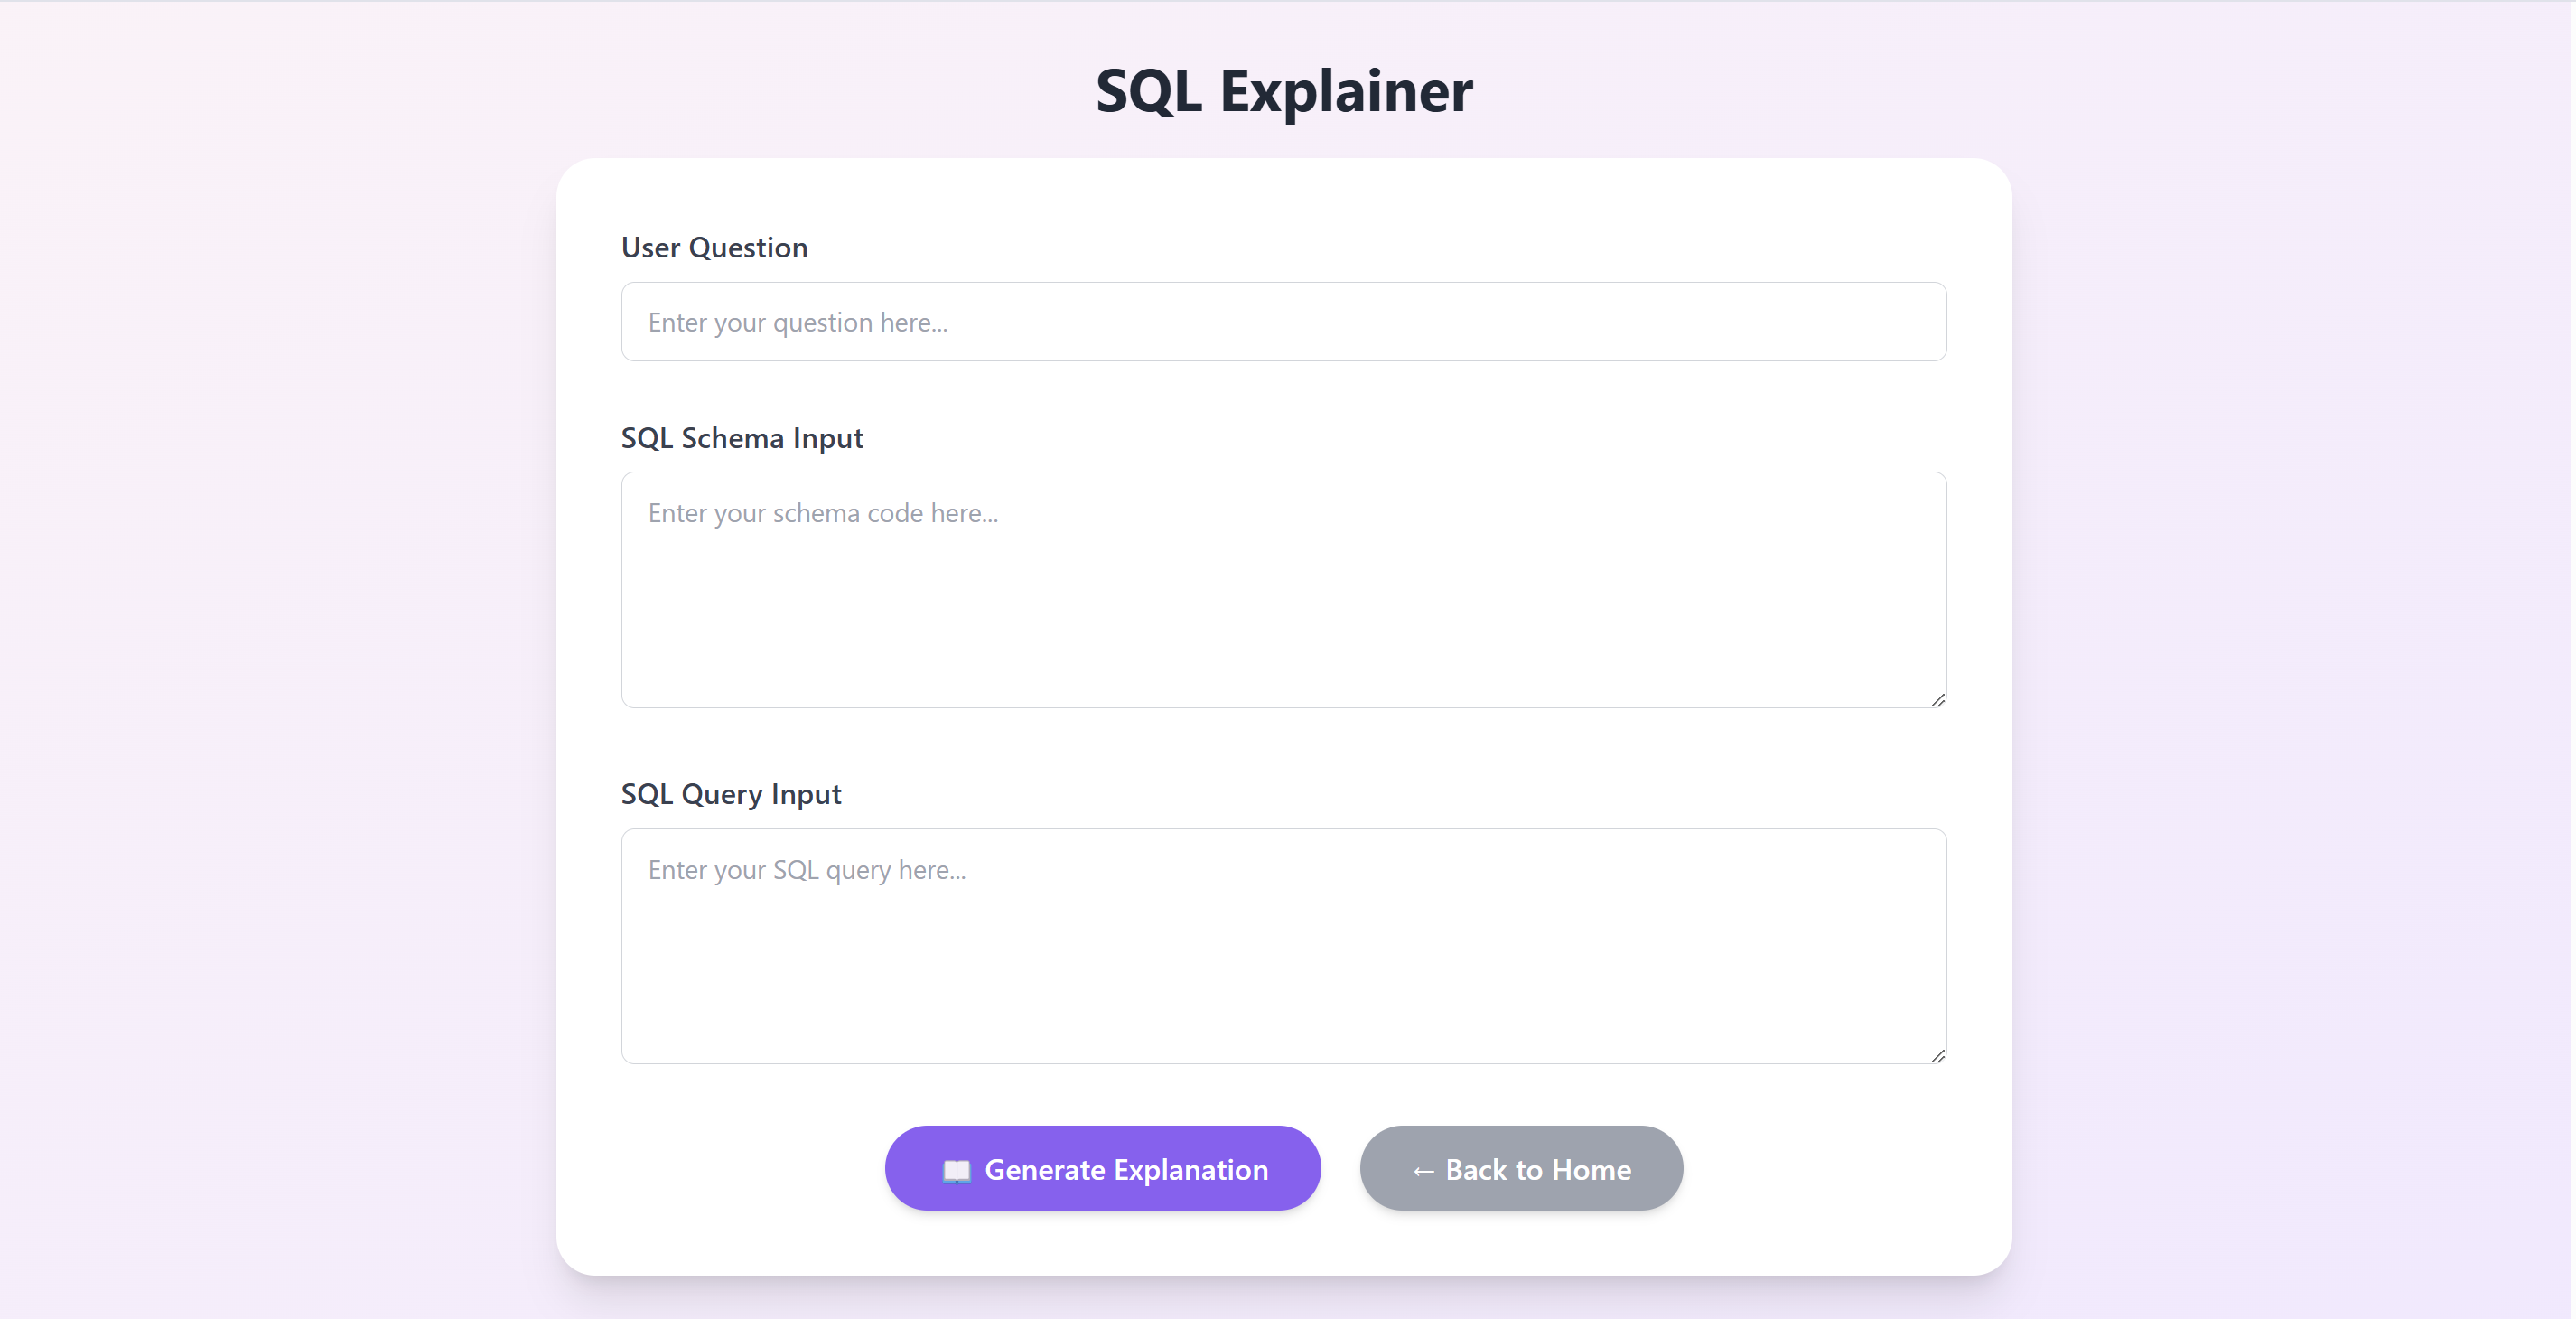 SQL Explainer
User Question
Enter your question here...
SQL Schema Input
Enter your schema code here...
SQL Query Input
Enter your SQL query here...
📖 Generate Explanation
← Back to Home